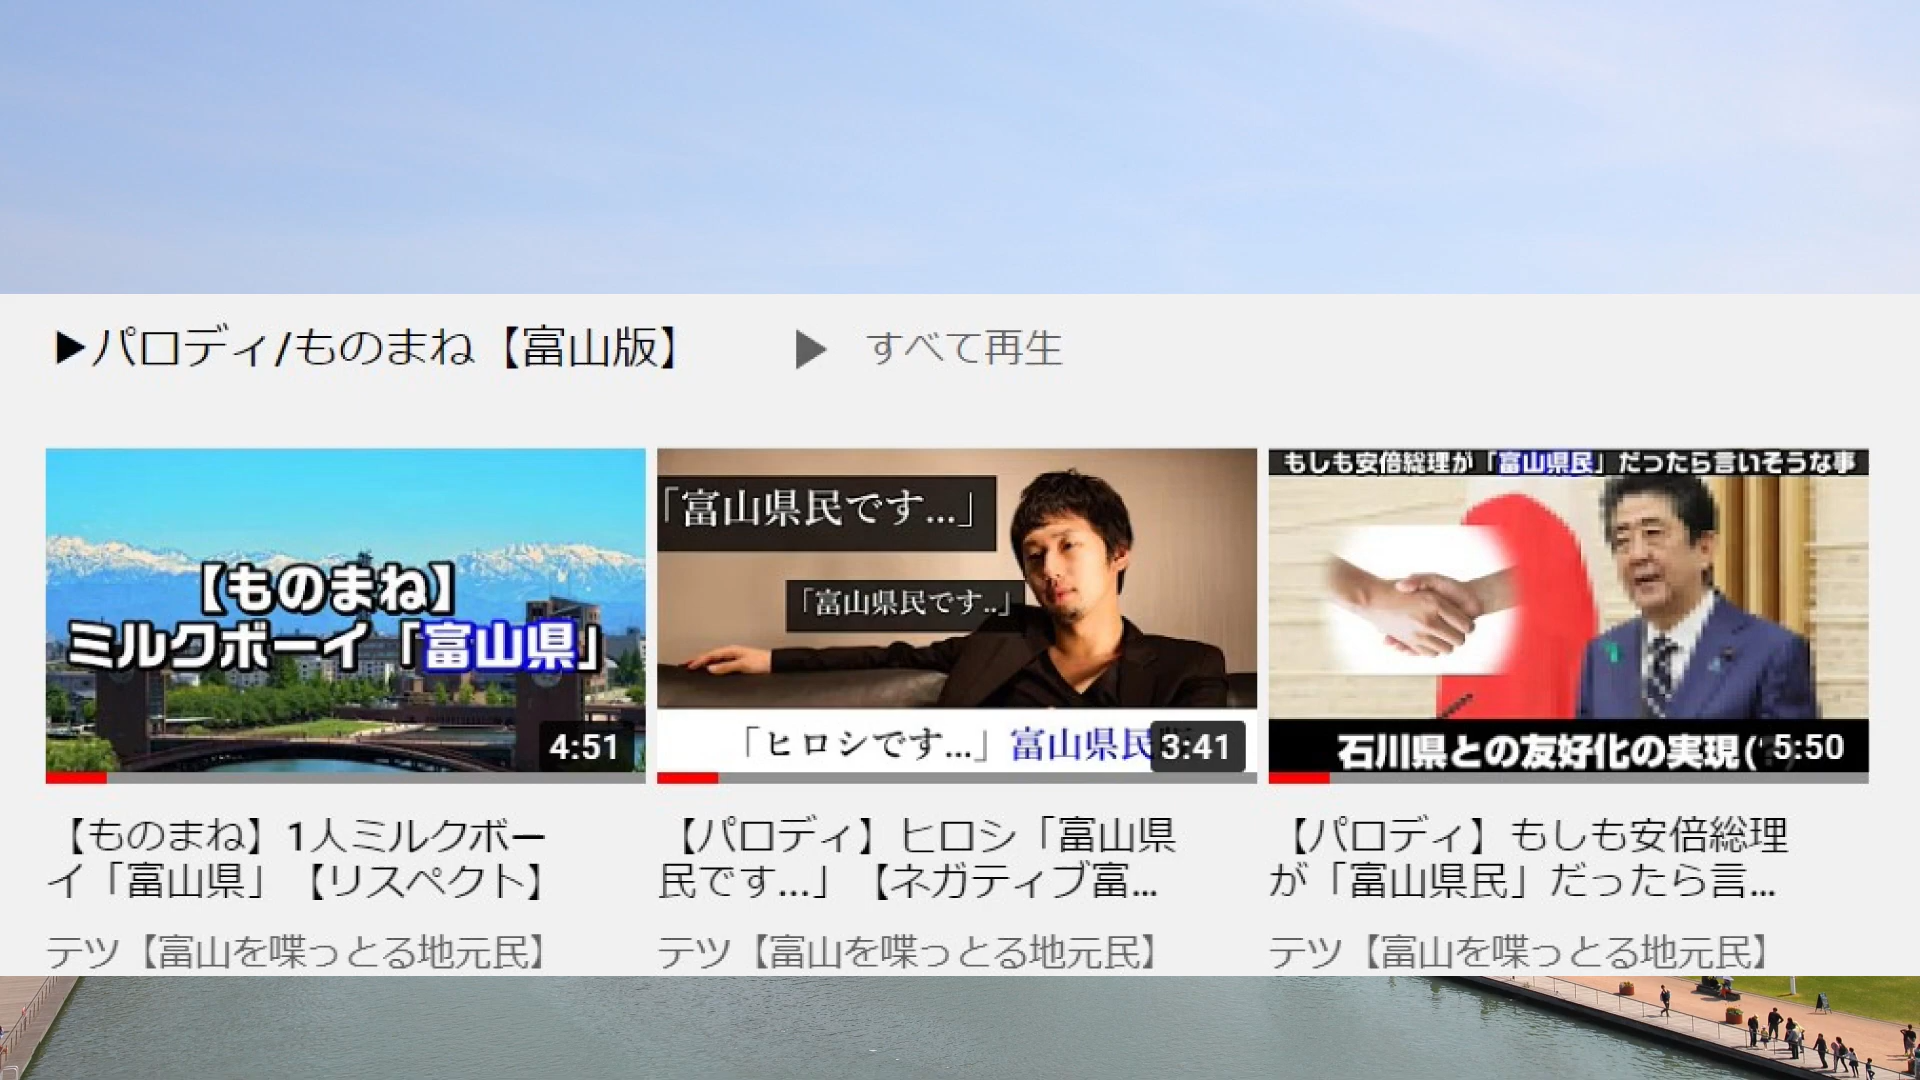 ▶パロディ/ものまね【富山版】 ▶ すべて再生
【ものまね】
ミルクボーイ「富山県」
4:51
「富山県民です...」
「富山県民です..」
「ヒロシです...」富山県民
3:41
もしも安倍総理が「富山県民」だったら言いそうな事
石川県との友好化の実現(
5:50
【ものまね】1人ミルクボー
イ「富山県」【リスペクト】
テツ【富山を喋っとる地元民】
【パロディ】ヒロシ「富山県
民です...」【ネガティブ富...
テツ【富山を喋っとる地元民】
【パロディ】もしも安倍総理
が「富山県民」だったら言...
テツ【富山を喋っとる地元民】